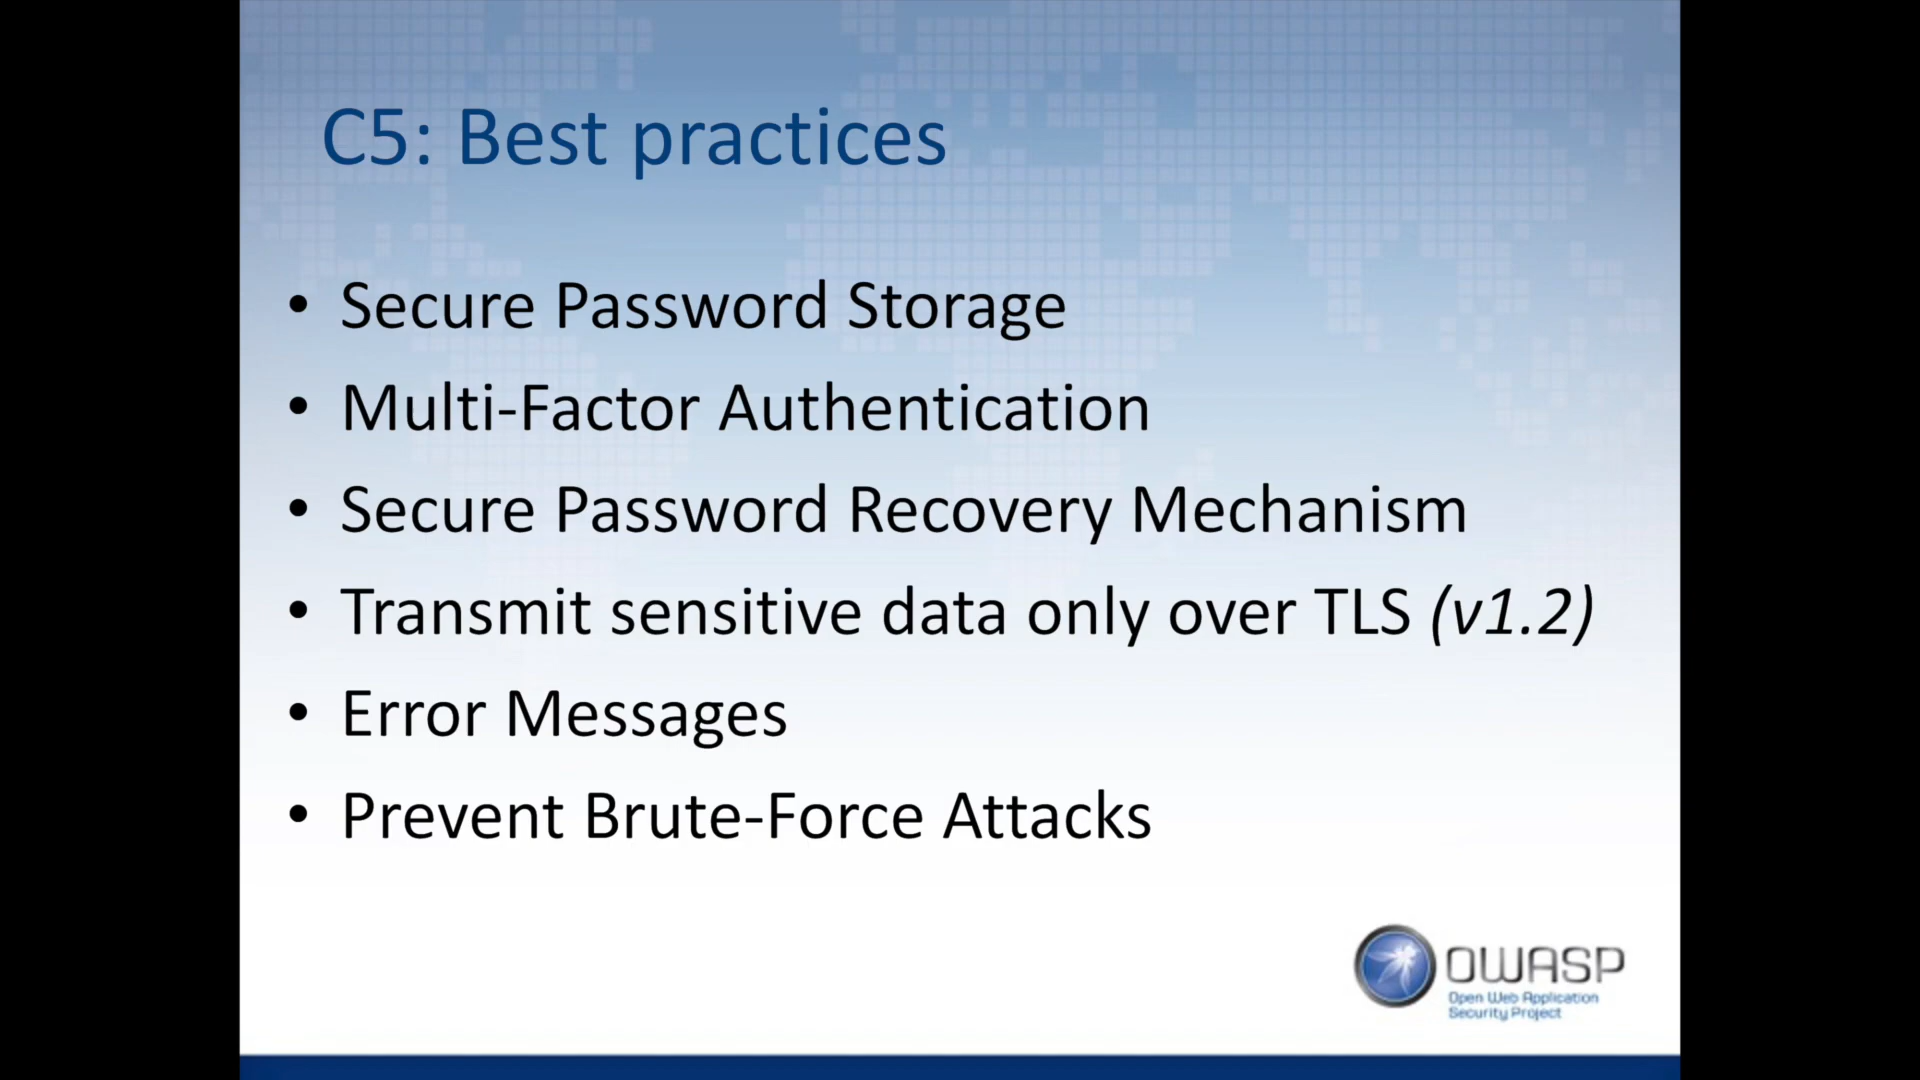 C5: Best practices
• Secure Password Storage
• Multi-Factor Authentication
• Secure Password Recovery Mechanism
• Transmit sensitive data only over TLS (v1.2)
• Error Messages
• Prevent Brute-Force Attacks
OWASP
Open Web Application
Security Project